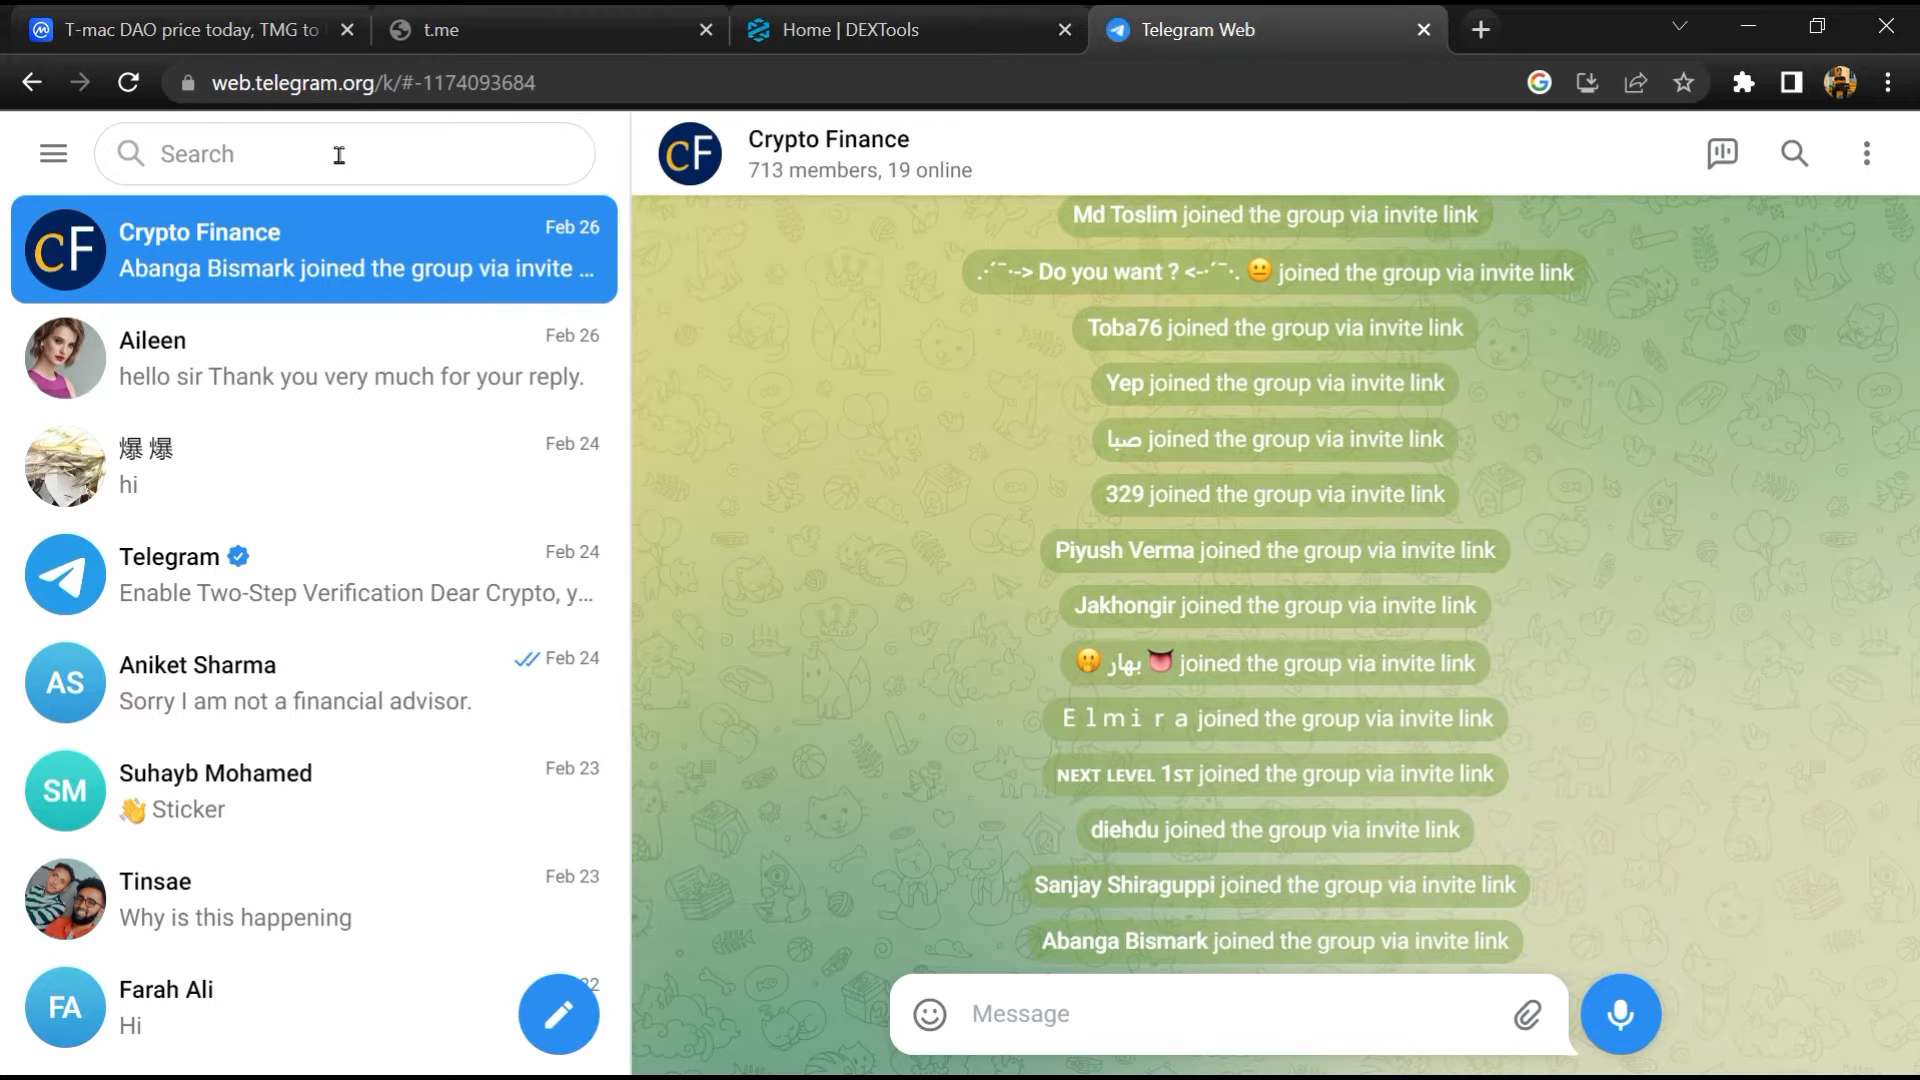 T-mac DAO price today, TMG to
t.me
Home | DEXTools
Telegram Web
web.telegram.org/k/#-1174093684
Search
CF
Crypto Finance
713 members, 19 online
CF
Crypto Finance
Feb 26
Abanga Bismark joined the group via invite ...
Aileen
Feb 26
hello sir Thank you very much for your reply.
爆 爆
Feb 24
hi
Telegram
Feb 24
Enable Two-Step Verification Dear Crypto, y...
AS
Aniket Sharma
Feb 24
Sorry I am not a financial advisor.
SM
Suhayb Mohamed
Feb 23
👋 Sticker
Tinsae
Feb 23
Why is this happening
FA
Farah Ali
Hi
Md Toslim joined the group via invite link
.·´¯·-> Do you want ? <-·´¯·. 😐 joined the group via invite link
Toba76 joined the group via invite link
Yep joined the group via invite link
صبا joined the group via invite link
329 joined the group via invite link
Piyush Verma joined the group via invite link
Jakhongir joined the group via invite link
🤭 بهار 👅 joined the group via invite link
E l m i r a joined the group via invite link
ɴᴇxᴛ ʟᴇᴠᴇʟ 1sᴛ joined the group via invite link
diehdu joined the group via invite link
Sanjay Shiraguppi joined the group via invite link
Abanga Bismark joined the group via invite link
Message